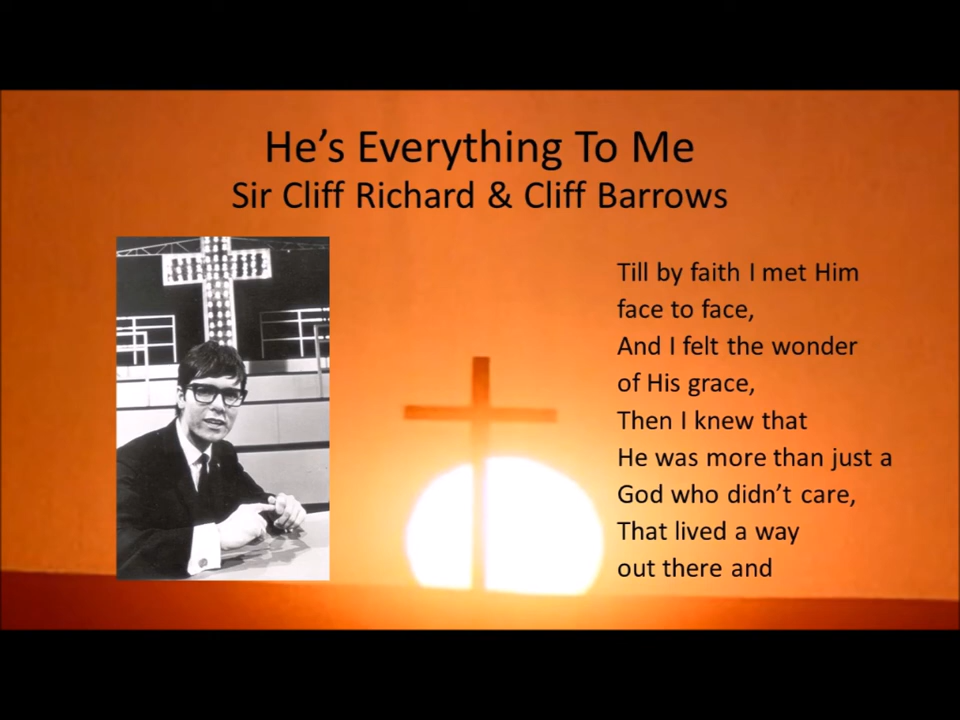 He’s Everything To Me
Sir Cliff Richard & Cliff Barrows
Till by faith I met Him
face to face,
And I felt the wonder
of His grace,
Then I knew that
He was more than just a
God who didn’t care,
That lived a way
out there and